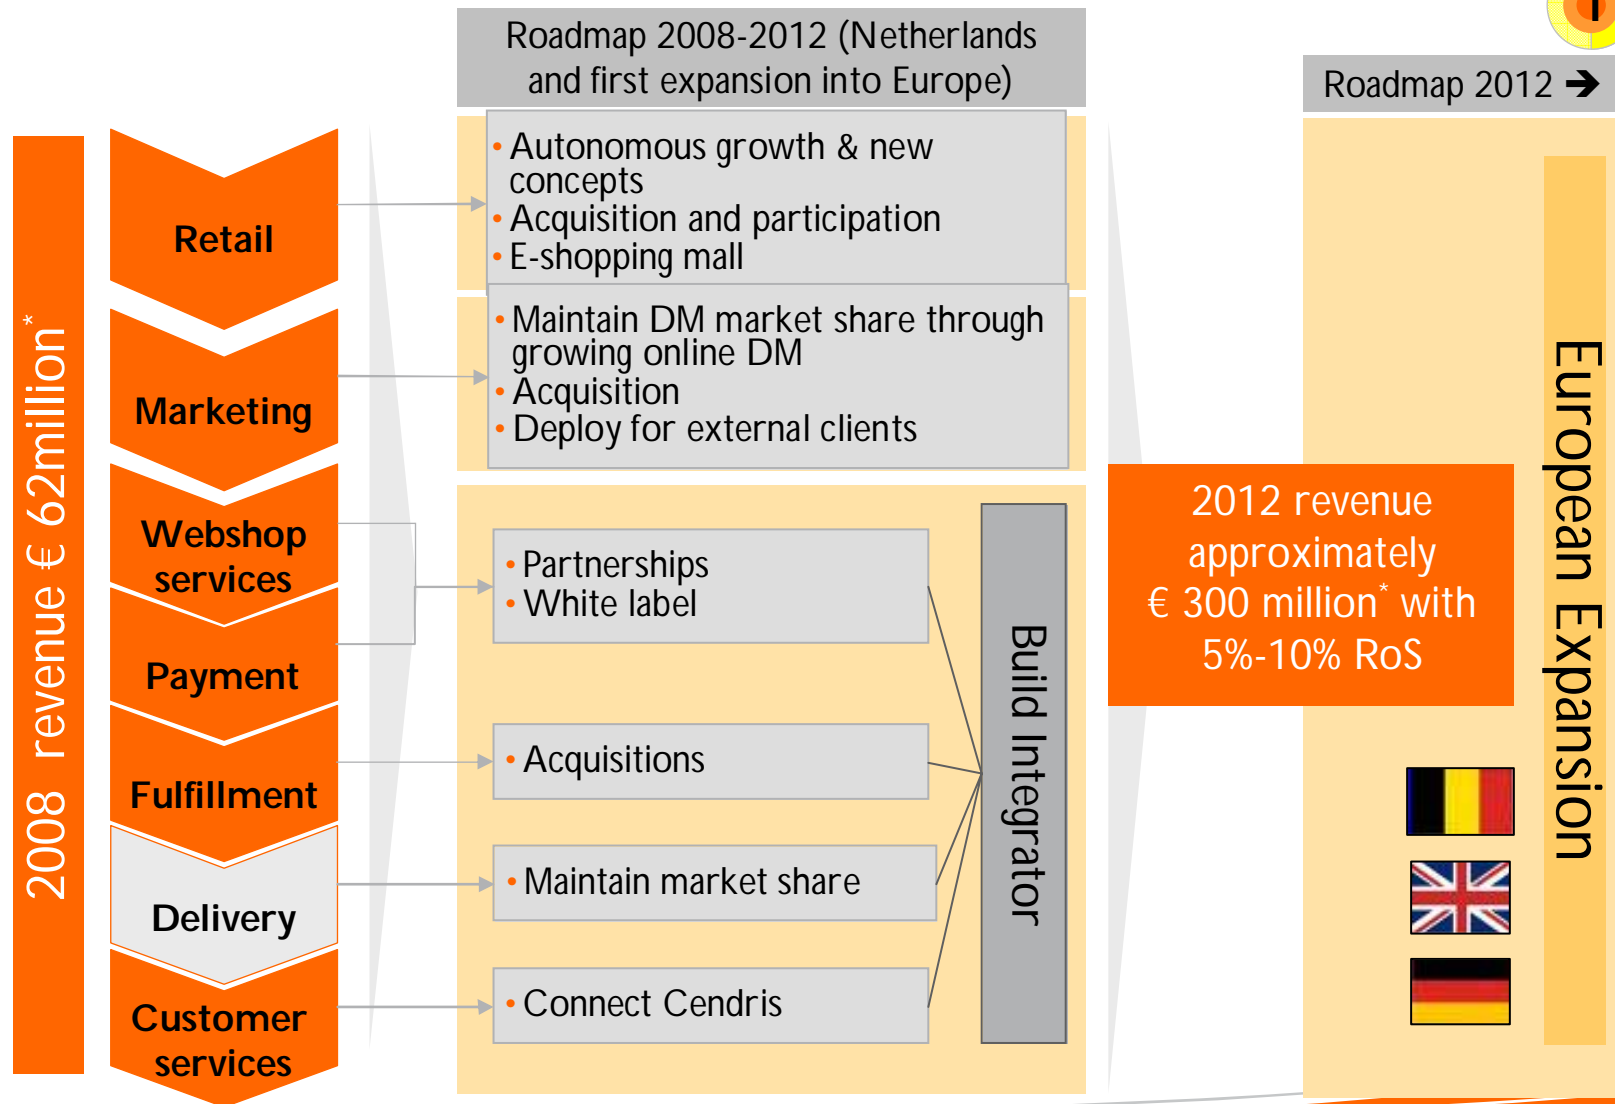 Roadmap 2008-2012 (Netherlands
and first expansion into Europe)
Roadmap 2012 ➔
2008 revenue € 62million*
Retail
• Autonomous growth & new
concepts
• Acquisition and participation
• E-shopping mall
Marketing
• Maintain DM market share through
growing online DM
• Acquisition
• Deploy for external clients
Webshop
services
Payment
• Partnerships
• White label
Fulfillment
• Acquisitions
Delivery
• Maintain market share
Customer
services
• Connect Cendris
Build Integrator
2012 revenue
approximately
€ 300 million* with
5%-10% RoS
European Expansion